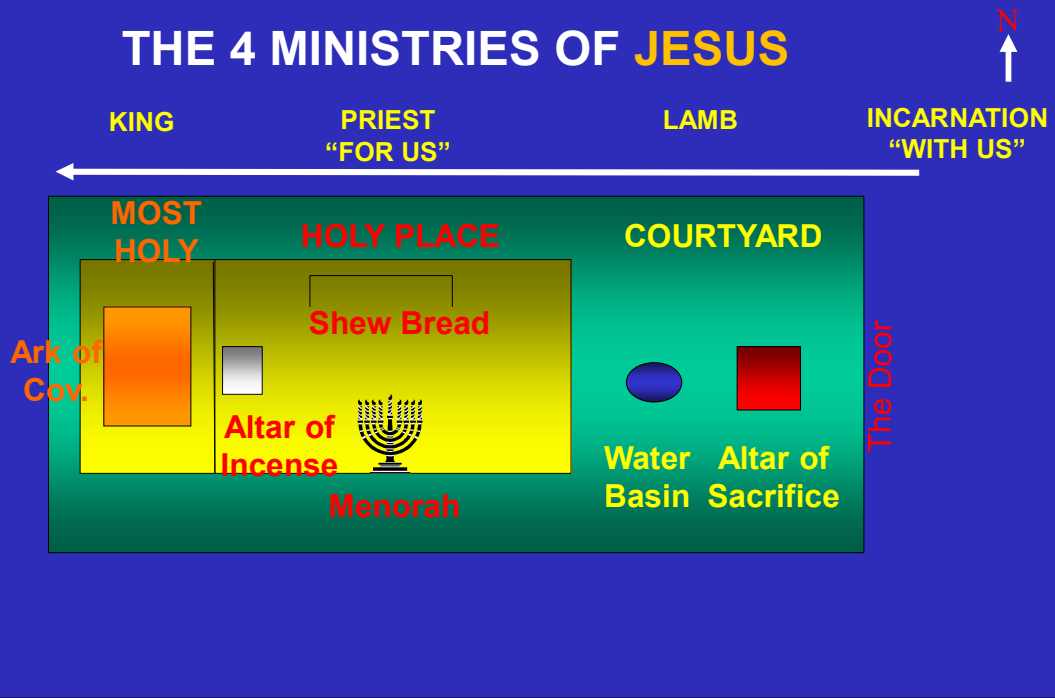 THE 4 MINISTRIES OF JESUS
N
KING
PRIEST
“FOR US”
LAMB
INCARNATION
“WITH US”
MOST
HOLY
HOLY PLACE
COURTYARD
Shew Bread
Ark of
Cov.
Altar of
Incense
Menorah
Water
Basin
Altar of
Sacrifice
The Door